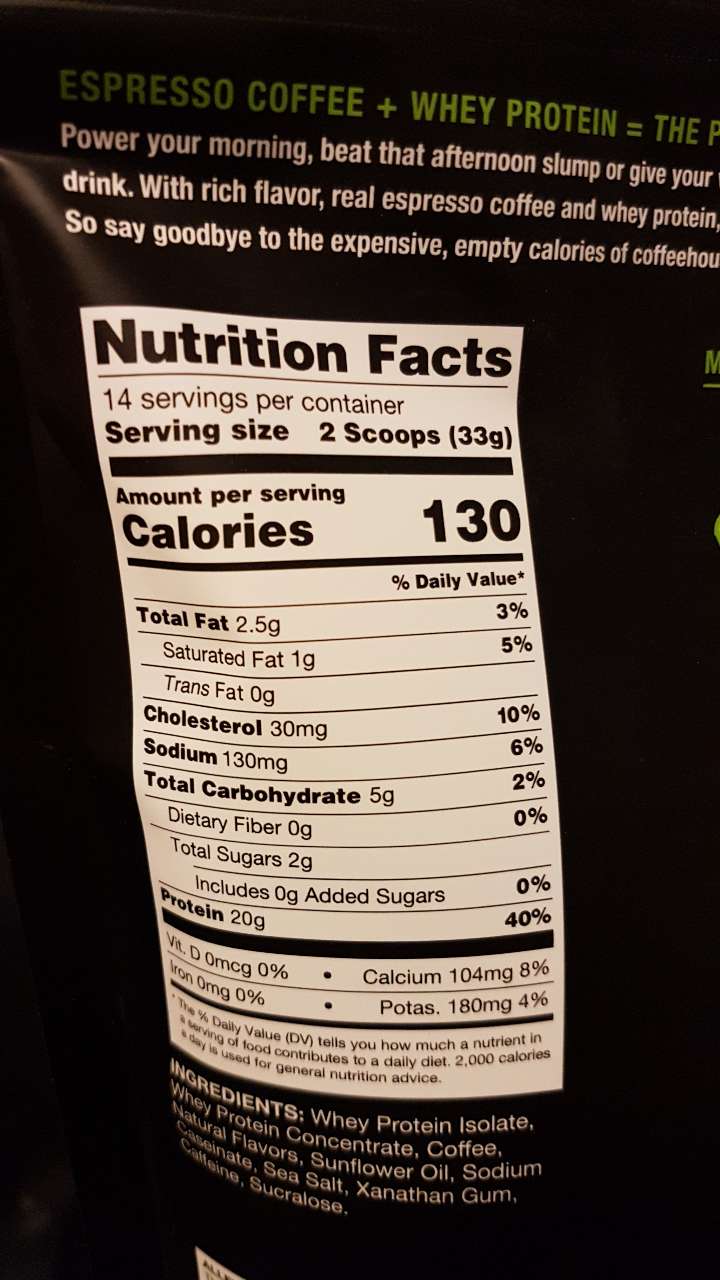 ESPRESSO COFFEE + WHEY PROTEIN = THE
Power your morning, beat that afternoon slump or give your
drink. With rich flavor, real espresso coffee and whey protein,
So say goodbye to the expensive, empty calories of
Nutrition Facts
14 servings per container
Serving size 2 Scoops (33g)
Amount per serving
Calories 130
% Daily Value*
Total Fat 2.5g 3%
Saturated Fat 1g 5%
Trans Fat 0g
Cholesterol 30mg 10%
Sodium 130mg 6%
Total Carbohydrate 5g 2%
Dietary Fiber 0g 0%
Total Sugars 2g
Includes 0g Added Sugars 0%
Protein 20g 40%
Vit. D 0mcg 0% • Calcium 104mg 8%
Iron 0mg 0% • Potas. 180mg 4%
* The % Daily Value (DV) tells you how much a nutrient in
a serving of food contributes to a daily diet. 2,000 calories
a day is used for general nutrition advice.
INGREDIENTS: Whey Protein Isolate,
Whey Protein Concentrate, Coffee,
Natural Flavors, Sunflower Oil, Sodium
Caseinate, Sea Salt, Xanathan Gum,
Caffeine, Sucralose.